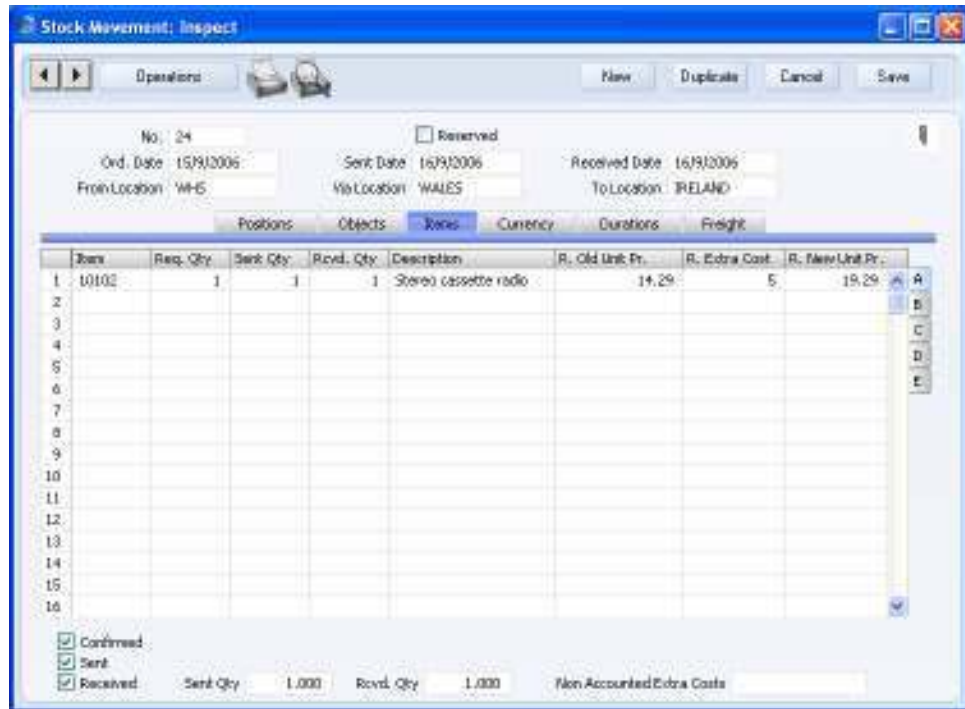 Stock Movement: Inspect
Operations New Duplicate Cancel Save
No. 24 Reserved
Ord. Date 15/9/2006 Sent Date 16/9/2006 Received Date 16/9/2006
From Location WHS Via Location WALES To Location IRELAND
Positions Objects Items Currency Durations Freight
Item Req. Qty Sent Qty Rcvd. Qty Description R. Old Unit Pr. R. Extra Cost R. New Unit Pr.
1 10102 1 1 1 Stereo cassette radio 14.29 5 19.29 A
2 B
3 C
4 D
5 E
6
7
8
9
10
11
12
13
14
15
16
Confirmed
Sent
Received Sent Qty 1.000 Rcvd. Qty 1.000 Non Accounted Extra Costs